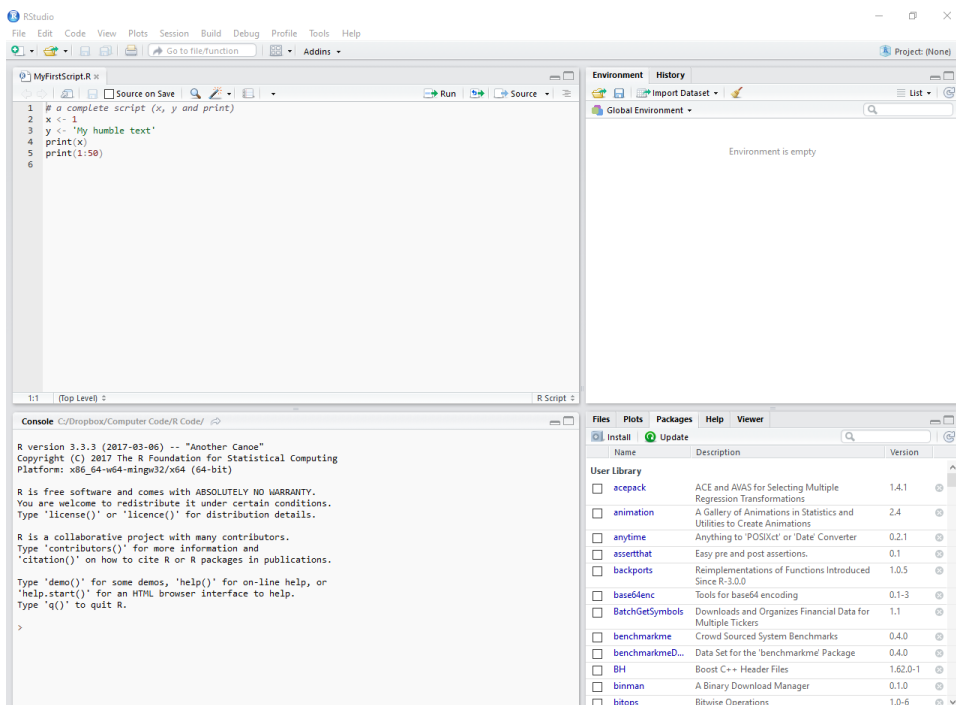 RStudio
File Edit Code View Plots Session Build Debug Profile Tools Help
Go to file/function Addins Project: (None)
MyFirstScript.R
Source on Save Run Source
1 # a complete script (x, y and print)
2 x <- 1
3 y <- 'My humble text'
4 print(x)
5 print(1:50)
6
1:1 (Top Level) R Script
Console C:/Dropbox/Computer Code/R Code/
R version 3.3.3 (2017-03-06) -- "Another Canoe"
Copyright (C) 2017 The R Foundation for Statistical Computing
Platform: x86_64-w64-mingw32/x64 (64-bit)
R is free software and comes with ABSOLUTELY NO WARRANTY.
You are welcome to redistribute it under certain conditions.
Type 'license()' or 'licence()' for distribution details.
R is a collaborative project with many contributors.
Type 'contributors()' for more information and
'citation()' on how to cite R or R packages in publications.
Type 'demo()' for some demos, 'help()' for on-line help, or
'help.start()' for an HTML browser interface to help.
Type 'q()' to quit R.
>
Environment History
Import Dataset List
Global Environment
Environment is empty
Files Plots Packages Help Viewer
Install Update
Name Description Version
User Library
acepack ACE and AVAS for Selecting Multiple 1.4.1
Regression Transformations
animation A Gallery of Animations in Statistics and 2.4
Utilities to Create Animations
anytime Anything to 'POSIXct' or 'Date' Converter 0.2.1
assertthat Easy pre and post assertions. 0.1
backports Reimplementations of Functions Introduced 1.0.5
Since R-3.0.0
base64enc Tools for base64 encoding 0.1-3
BatchGetSymbols Downloads and Organizes Financial Data for 1.1
Multiple Tickers
benchmarkme Crowd Sourced System Benchmarks 0.4.0
benchmarkmeD... Data Set for the 'benchmarkme' Package 0.4.0
BH Boost C++ Header Files 1.62.0-1
binman A Binary Download Manager 0.1.0
bitops Bitwise Operations 1.0-6